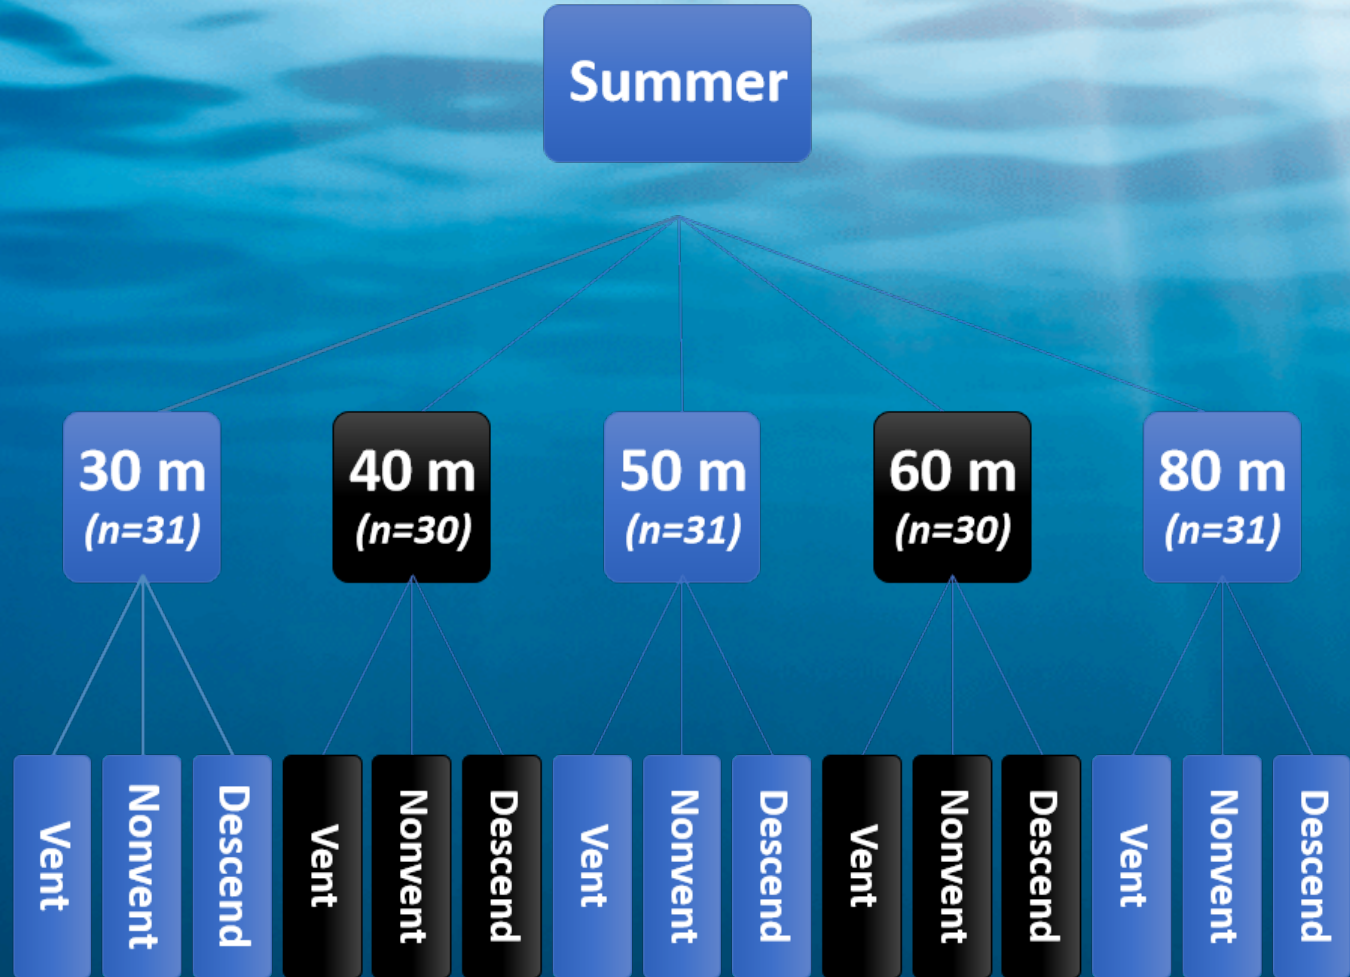 Summer
30 m
(n=31)
40 m
(n=30)
50 m
(n=31)
60 m
(n=30)
80 m
(n=31)
Vent
Nonvent
Descend
Vent
Nonvent
Descend
Vent
Nonvent
Descend
Vent
Nonvent
Descend
Vent
Nonvent
Descend